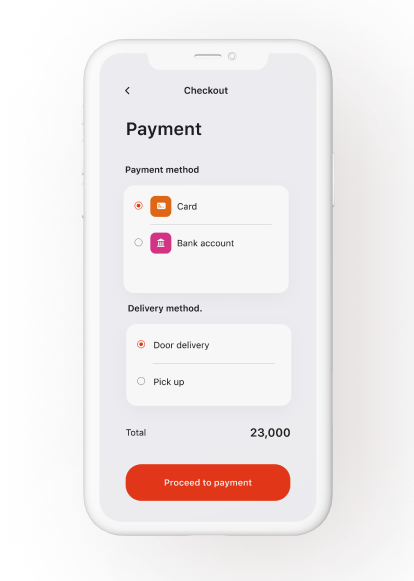 Checkout
Payment
Payment method
Card
Bank account
Delivery method.
Door delivery
Pick up
Total 23,000
Proceed to payment